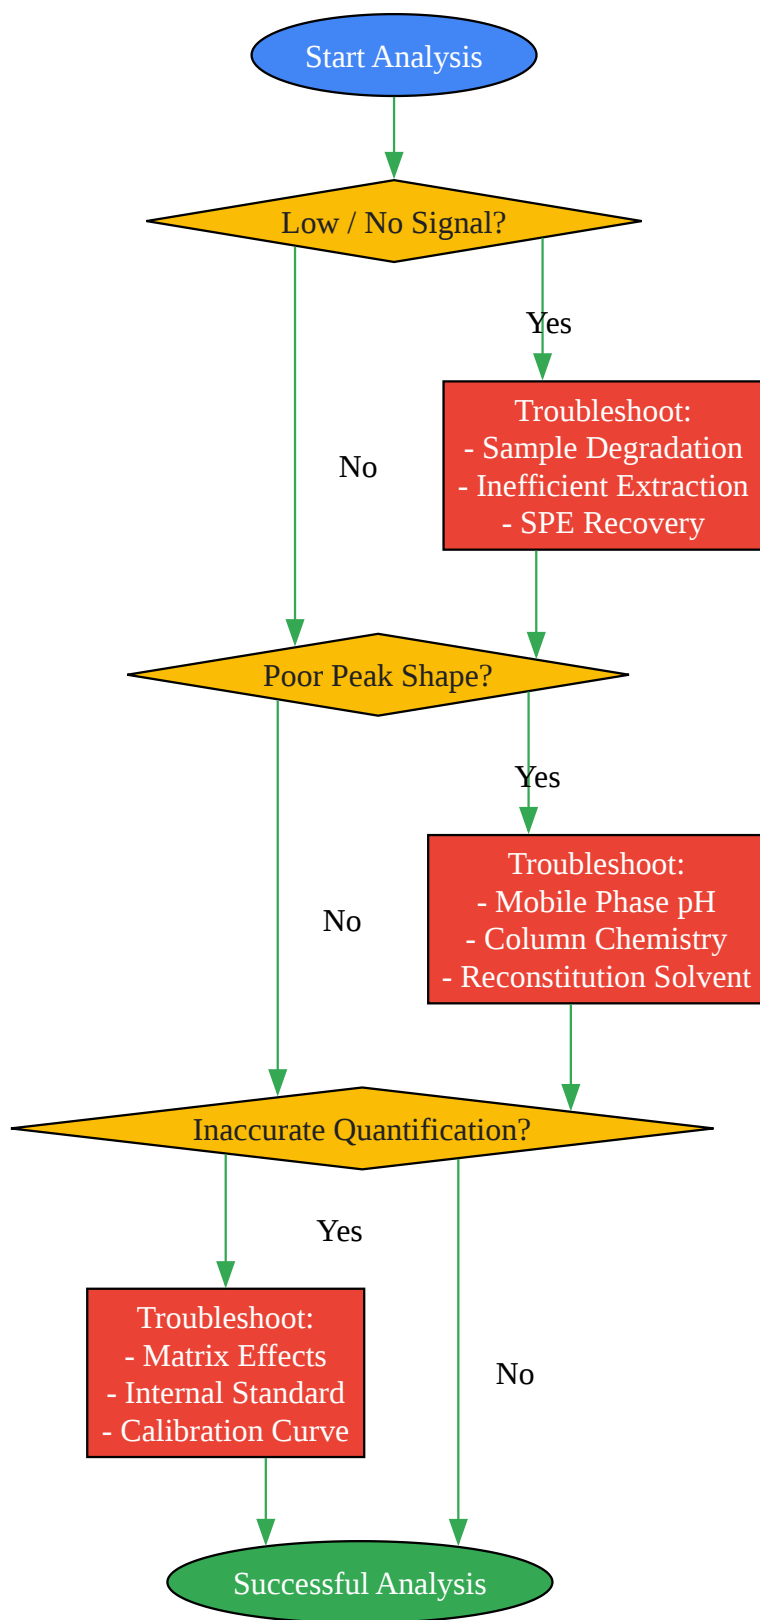 Start Analysis
Low / No Signal?
Yes
Troubleshoot:
- Sample Degradation
- Inefficient Extraction
- SPE Recovery
No
Poor Peak Shape?
Yes
Troubleshoot:
- Mobile Phase pH
- Column Chemistry
- Reconstitution Solvent
No
Inaccurate Quantification?
Yes
Troubleshoot:
- Matrix Effects
- Internal Standard
- Calibration Curve
No
Successful Analysis